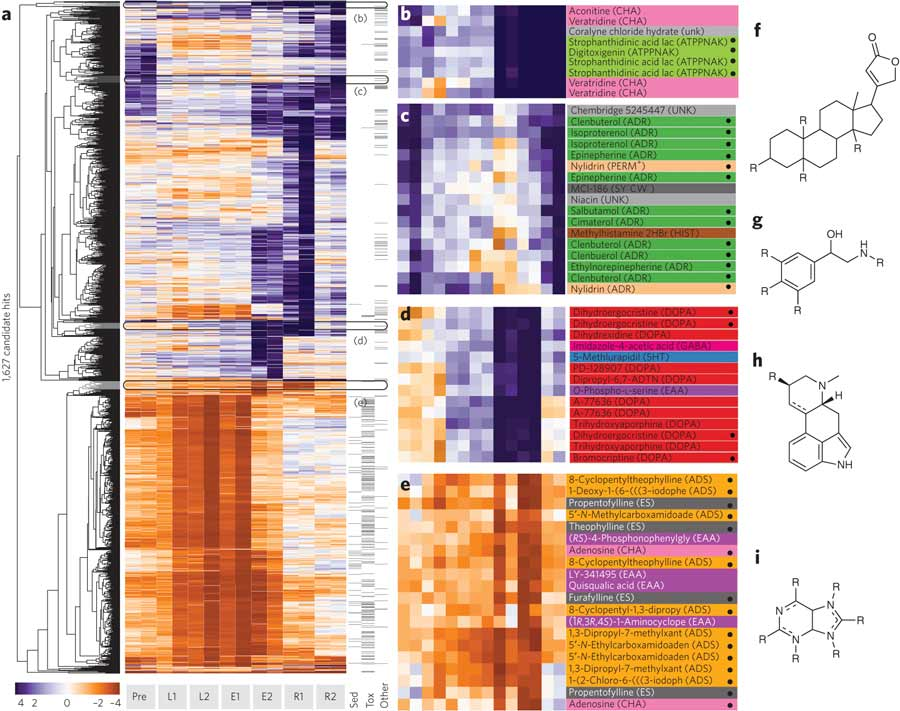 a
1,627 candidate hits
(b)
(c)
(d)
(e)
Pre L1 L2 E1 E2 R1 R2 Sed Tox Other
4 2 0 –2 –4
b
Aconitine (CHA)
Veratridine (CHA)
Coralyne chloride hydrate (unk)
Strophanthidinic acid lac (ATPPNAK)
Digitoxigenin (ATPPNAK)
Strophanthidinic acid lac (ATPPNAK)
Strophanthidinic acid lac (ATPPNAK)
Veratridine (CHA)
Veratridine (CHA)
c
Chembridge 5245447 (UNK)
Clenbuterol (ADR)
Isoproterenol (ADR)
Isoproterenol (ADR)
Epinepherine (ADR)
Nylidrin (PERM*)
Epinepherine (ADR)
MCI-186 (SY CW )
Niacin (UNK)
Salbutamol (ADR)
Cimaterol (ADR)
Methylhistamine 2HBr (HIST)
Clenbuterol (ADR)
Clenbuerol (ADR)
Ethylnorepinepherine (ADR)
Clenbuterol (ADR)
Nylidrin (ADR)
d
Dihydroergocristine (DOPA)
Dihydroergocristine (DOPA)
Dihydrexidine (DOPA)
Imidazole-4-acetic acid (GABA)
5-Methlurapidil (5HT)
PD-128907 (DOPA)
Dipropyl-6,7-ADTN (DOPA)
O-Phospho-L-serine (EAA)
A-77636 (DOPA)
A-77636 (DOPA)
Trihydroxyaporphine (DOPA)
Dihydroergocristine (DOPA)
Trihydroxyaporphine (DOPA)
Bromocriptine (DOPA)
e
8-Cyclopentyltheophylline (ADS)
1-Deoxy-1-(6-(((3-iodophe (ADS)
Propentofylline (ES)
5′-N-Methylcarboxamidoade (ADS)
Theophylline (ES)
(RS)-4-Phosphonophenylgly (EAA)
Adenosine (CHA)
8-Cyclopentyltheophylline (ADS)
LY-341495 (EAA)
Quisqualic acid (EAA)
Furafylline (ES)
8-Cyclopentyl-1,3-dipropy (ADS)
(1R,3R,4S)-1-Aminocyclope (EAA)
1,3-Dipropyl-7-methylxant (ADS)
5′-N-Ethylcarboxamidoaden (ADS)
5′-N-Ethylcarboxamidoaden (ADS)
1,3-Dipropyl-7-methylxant (ADS)
1-(2-Chloro-6-(((3-iodoph (ADS)
Propentofylline (ES)
Adenosine (CHA)
f
O
O
R
R
R
R
g
OH
R
N
H
R
R
R
h
R
N
H
NH
i
R
R
N
N
R
R
N
N
R
R